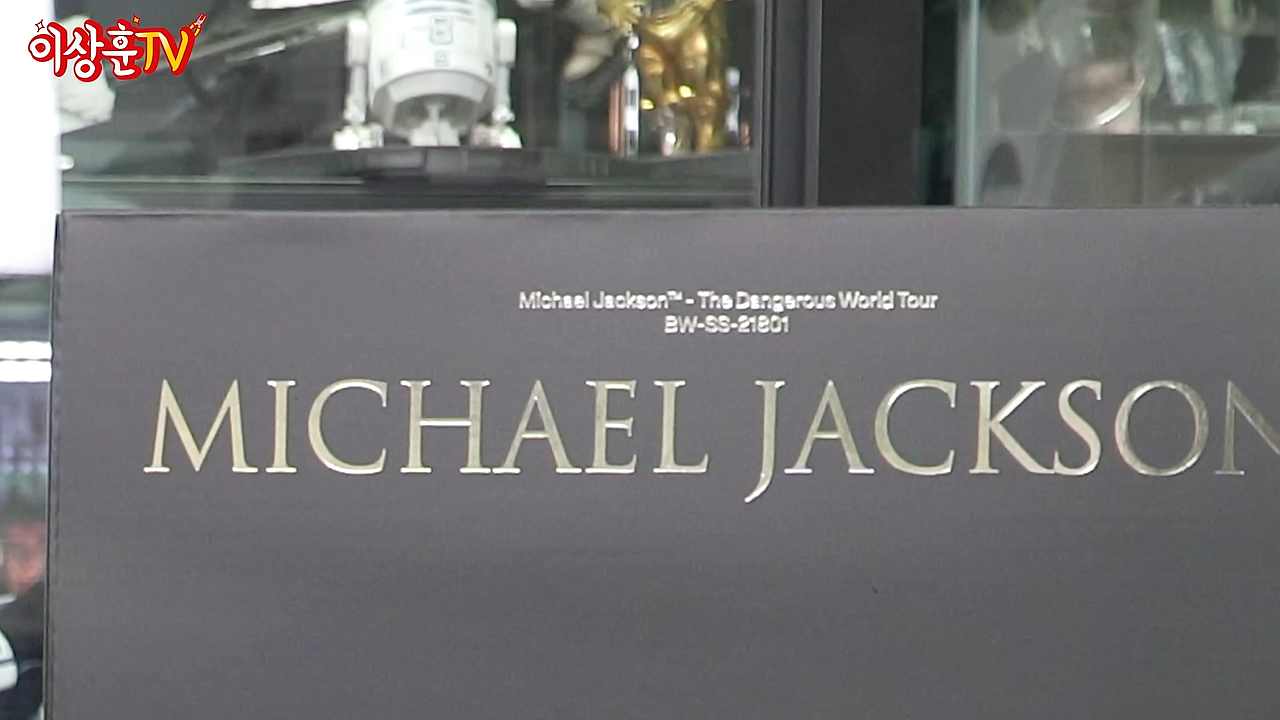 이상훈TV
Michael Jackson™ - The Dangerous World Tour
BW-SS-21801
MICHAEL JACKSON